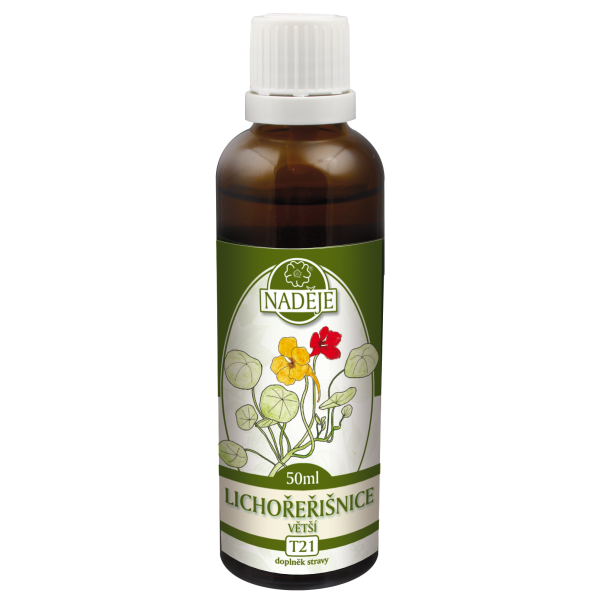 NADĚJE
50ml
LICHOŘEŘIŠNICE
VĚTŠÍ
T21
doplněk stravy